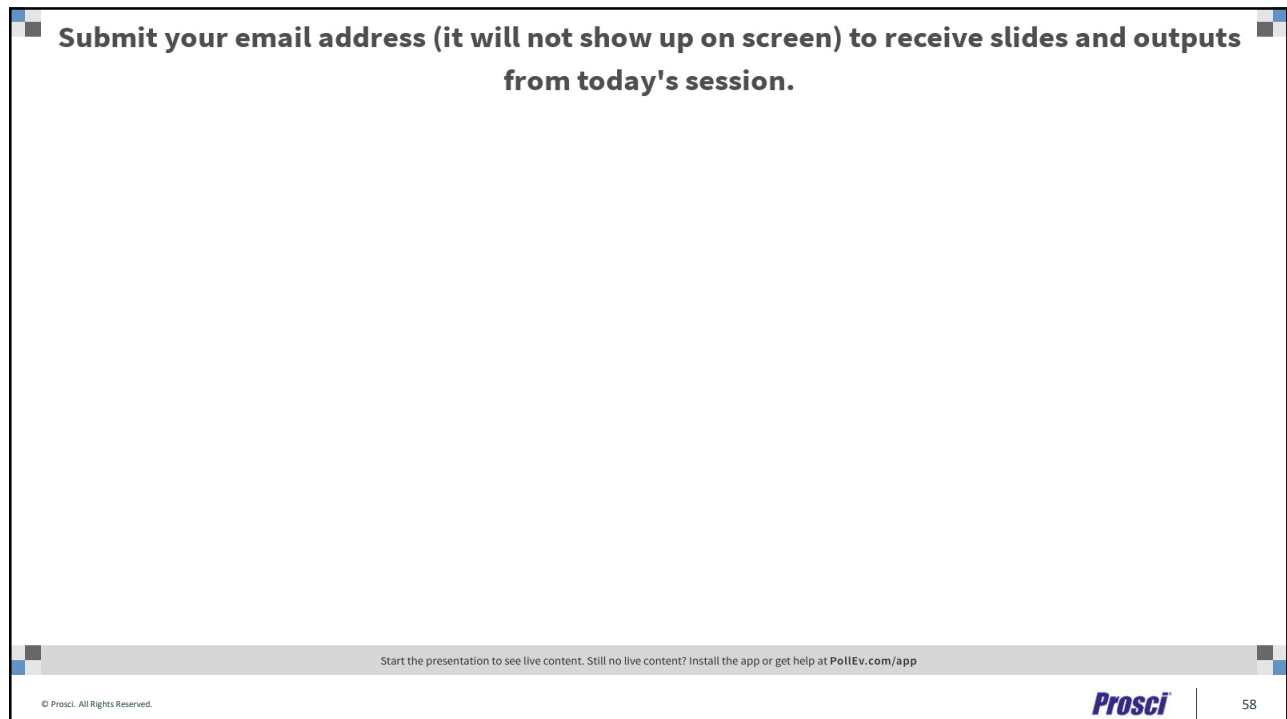 Submit your email address (it will not show up on screen) to receive slides and outputs
from today's session.
Start the presentation to see live content. Still no live content? Install the app or get help at PollEv.com/app
© Prosci. All Rights Reserved.
Prosci®
58